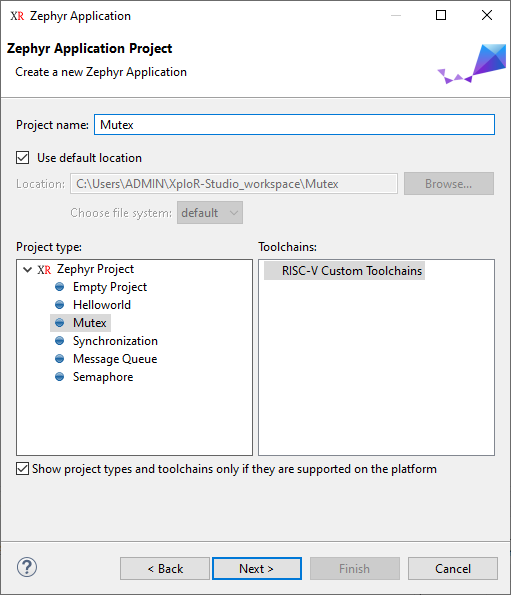 XR Zephyr Application
Zephyr Application Project
Create a new Zephyr Application
Project name: Mutex
Use default location
Location: C:\Users\ADMIN\XploR-Studio_workspace\Mutex Browse...
Choose file system: default
Project type: Toolchains:
XR Zephyr Project RISC-V Custom Toolchains
Empty Project
Helloworld
Mutex
Synchronization
Message Queue
Semaphore
Show project types and toolchains only if they are supported on the platform
? < Back Next > Finish Cancel